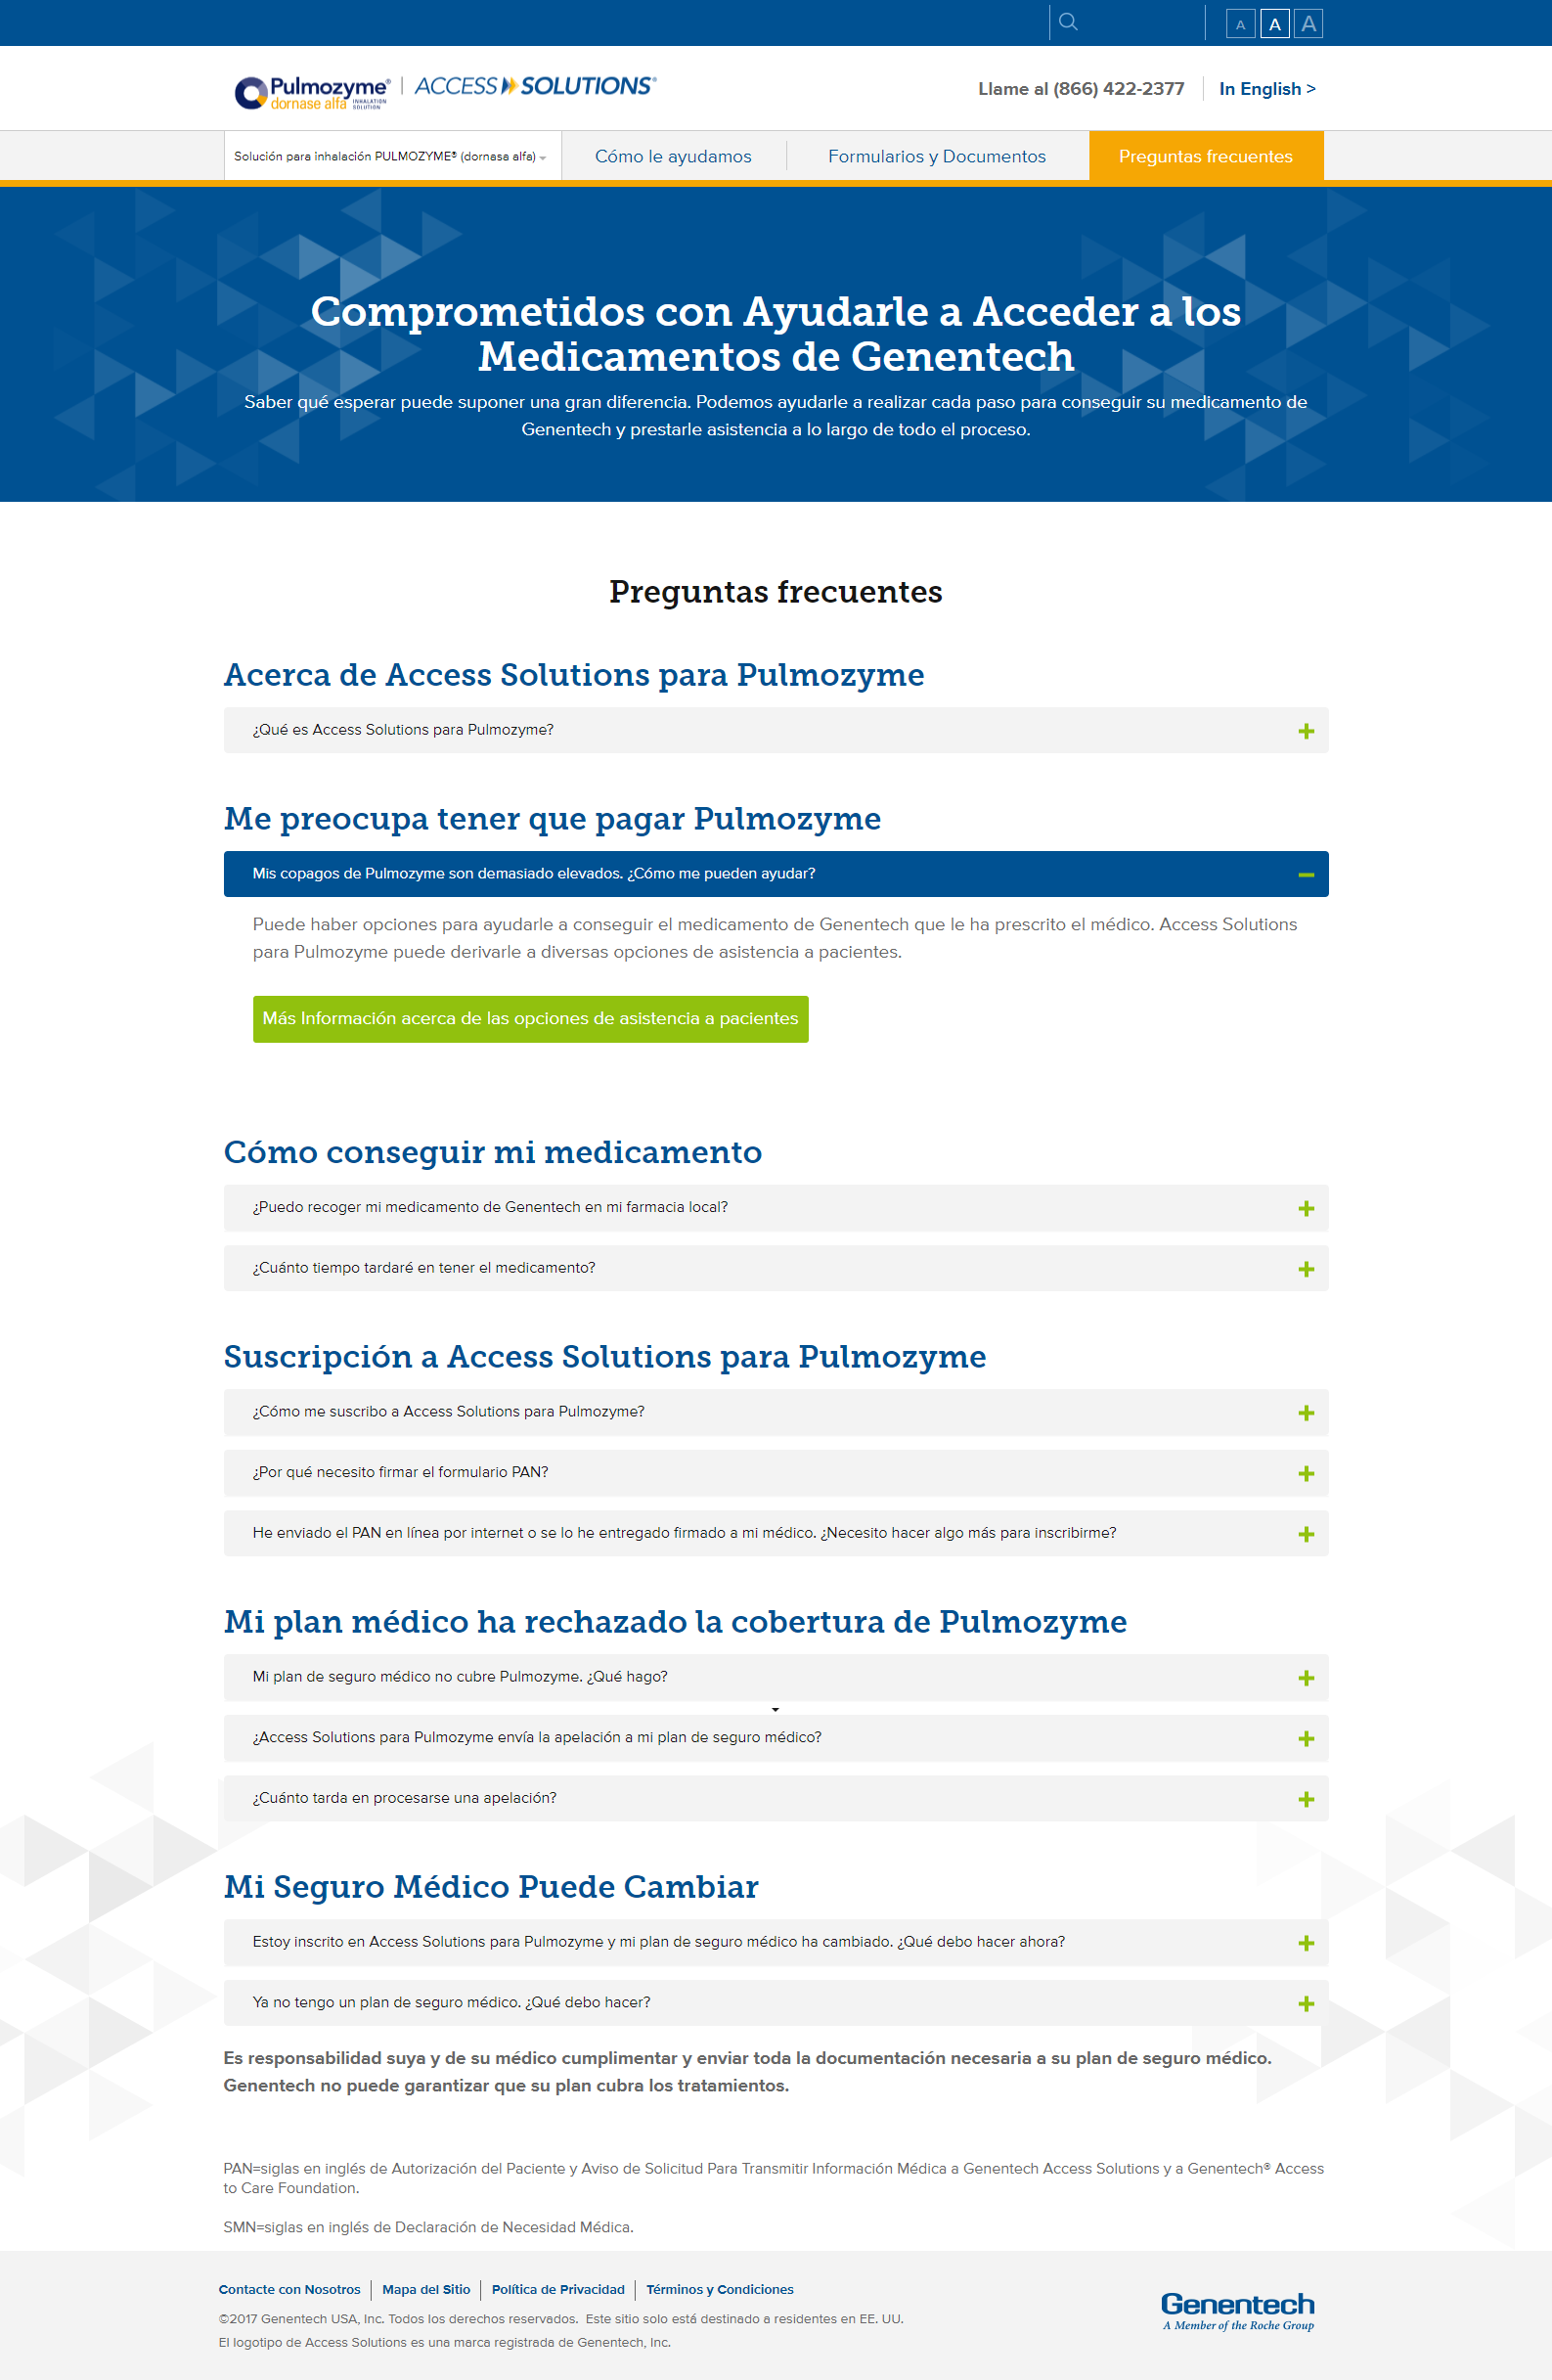 A A A
Pulmozyme®
dornase alfa INHALATION SOLUTION
ACCESS SOLUTIONS®
Llame al (866) 422-2377
In English >
Solución para inhalación PULMOZYME® (dornasa alfa)
Cómo le ayudamos
Formularios y Documentos
Preguntas frecuentes
Comprometidos con Ayudarle a Acceder a los
Medicamentos de Genentech
Saber qué esperar puede suponer una gran diferencia. Podemos ayudarle a realizar cada paso para conseguir su medicamento de
Genentech y prestarle asistencia a lo largo de todo el proceso.
Preguntas frecuentes
Acerca de Access Solutions para Pulmozyme
¿Qué es Access Solutions para Pulmozyme?
Me preocupa tener que pagar Pulmozyme
Mis copagos de Pulmozyme son demasiado elevados. ¿Cómo me pueden ayudar?
Puede haber opciones para ayudarle a conseguir el medicamento de Genentech que le ha prescrito el médico. Access Solutions
para Pulmozyme puede derivarle a diversas opciones de asistencia a pacientes.
Más Información acerca de las opciones de asistencia a pacientes
Cómo conseguir mi medicamento
¿Puedo recoger mi medicamento de Genentech en mi farmacia local?
¿Cuánto tiempo tardaré en tener el medicamento?
Suscripción a Access Solutions para Pulmozyme
¿Cómo me suscribo a Access Solutions para Pulmozyme?
¿Por qué necesito firmar el formulario PAN?
He enviado el PAN en línea por internet o se lo he entregado firmado a mi médico. ¿Necesito hacer algo más para inscribirme?
Mi plan médico ha rechazado la cobertura de Pulmozyme
Mi plan de seguro médico no cubre Pulmozyme. ¿Qué hago?
¿Access Solutions para Pulmozyme envía la apelación a mi plan de seguro médico?
¿Cuánto tarda en procesarse una apelación?
Mi Seguro Médico Puede Cambiar
Estoy inscrito en Access Solutions para Pulmozyme y mi plan de seguro médico ha cambiado. ¿Qué debo hacer ahora?
Ya no tengo un plan de seguro médico. ¿Qué debo hacer?
Es responsabilidad suya y de su médico cumplimentar y enviar toda la documentación necesaria a su plan de seguro médico.
Genentech no puede garantizar que su plan cubra los tratamientos.
PAN=siglas en inglés de Autorización del Paciente y Aviso de Solicitud Para Transmitir Información Médica a Genentech Access Solutions y a Genentech® Access
to Care Foundation.
SMN=siglas en inglés de Declaración de Necesidad Médica.
Contacte con Nosotros
Mapa del Sitio
Política de Privacidad
Términos y Condiciones
©2017 Genentech USA, Inc. Todos los derechos reservados. Este sitio solo está destinado a residentes en EE. UU.
El logotipo de Access Solutions es una marca registrada de Genentech, Inc.
Genentech
A Member of the Roche Group